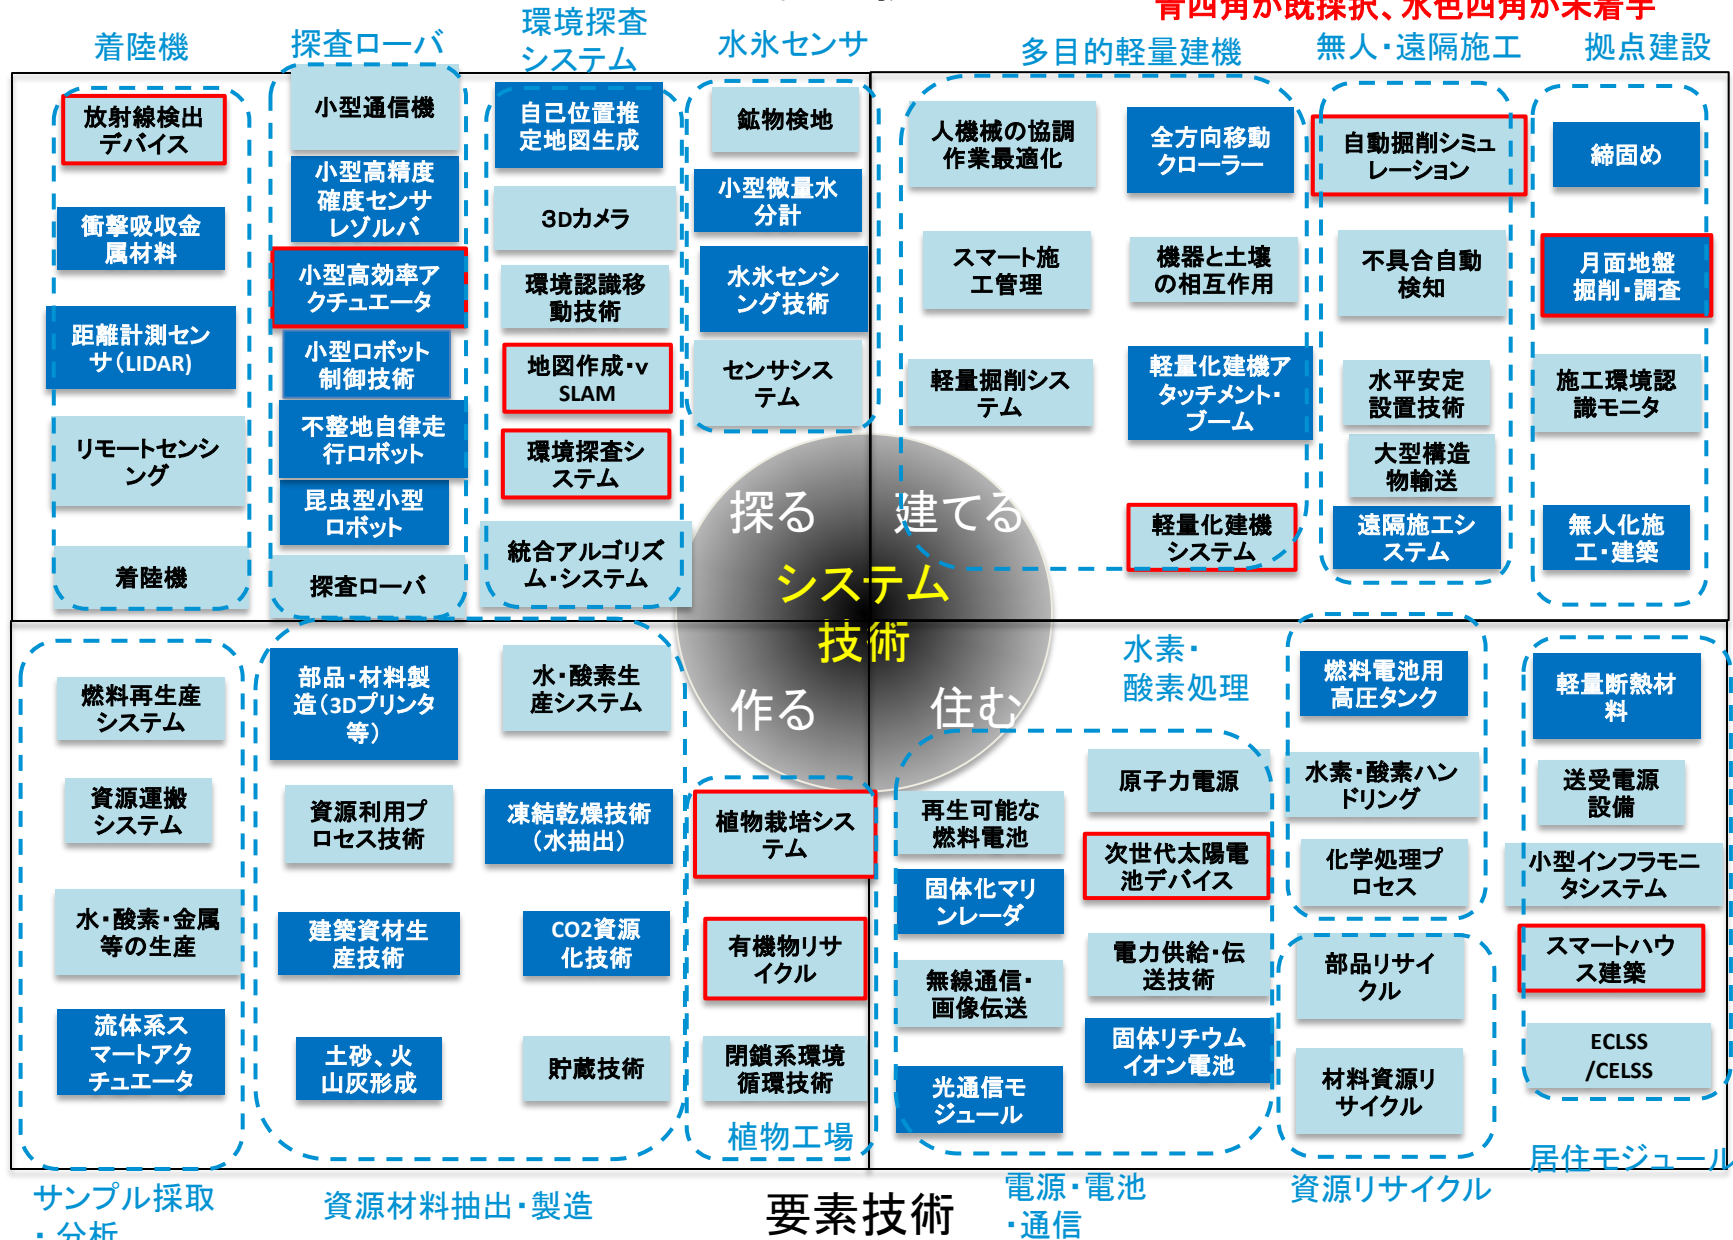 青四角が既採択、水色四角が未着手
着陸機
探査ローバ
環境探査
システム
水氷センサ
多目的軽量建機
無人・遠隔施工
拠点建設
放射線検出
デバイス
衝撃吸収金
属材料
距離計測セン
サ（LIDAR)
リモートセンシ
ング
着陸機
小型通信機
小型高精度
確度センサ
レゾルバ
小型高効率ア
クチュエータ
小型ロボット
制御技術
不整地自律走
行ロボット
昆虫型小型
ロボット
探査ローバ
自己位置推
定地図生成
3Dカメラ
環境認識移
動技術
地図作成・v
SLAM
環境探査シ
ステム
統合アルゴリズ
ム・システム
鉱物検地
小型微量水
分計
水氷センシ
ング技術
センサシス
テム
人機械の協調
作業最適化
スマート施
工管理
軽量掘削シス
テム
全方向移動
クローラー
機器と土壌
の相互作用
軽量化建機ア
タッチメント・
ブーム
軽量化建機
システム
自動掘削シミュ
レーション
不具合自動
検知
水平安定
設置技術
大型構造
物輸送
遠隔施工シ
ステム
締固め
月面地盤
掘削・調査
施工環境認
識モニタ
無人化施
工・建築
探る
建てる
システム
技術
作る
住む
燃料再生産
システム
資源運搬
システム
水・酸素・金属
等の生産
流体系ス
マートアク
チュエータ
部品・材料製
造（3Dプリンタ
等）
資源利用プ
ロセス技術
建築資材生
産技術
土砂、火
山灰形成
水・酸素生
産システム
凍結乾燥技術
（水抽出）
CO2資源
化技術
貯蔵技術
植物栽培シス
テム
有機物リサ
イクル
閉鎖系環境
循環技術
植物工場
水素・
酸素処理
再生可能な
燃料電池
固体化マリ
ンレーダ
無線通信・
画像伝送
光通信モ
ジュール
原子力電源
次世代太陽電
池デバイス
電力供給・伝
送技術
固体リチウム
イオン電池
燃料電池用
高圧タンク
水素・酸素ハン
ドリング
化学処理プ
ロセス
部品リサイ
クル
材料資源リ
サイクル
軽量断熱材
料
送受電源
設備
小型インフラモニ
タシステム
スマートハウ
ス建築
ECLSS
/CELSS
サンプル採取
・分析
資源材料抽出・製造
要素技術
電源・電池
・通信
資源リサイクル
居住モジュール